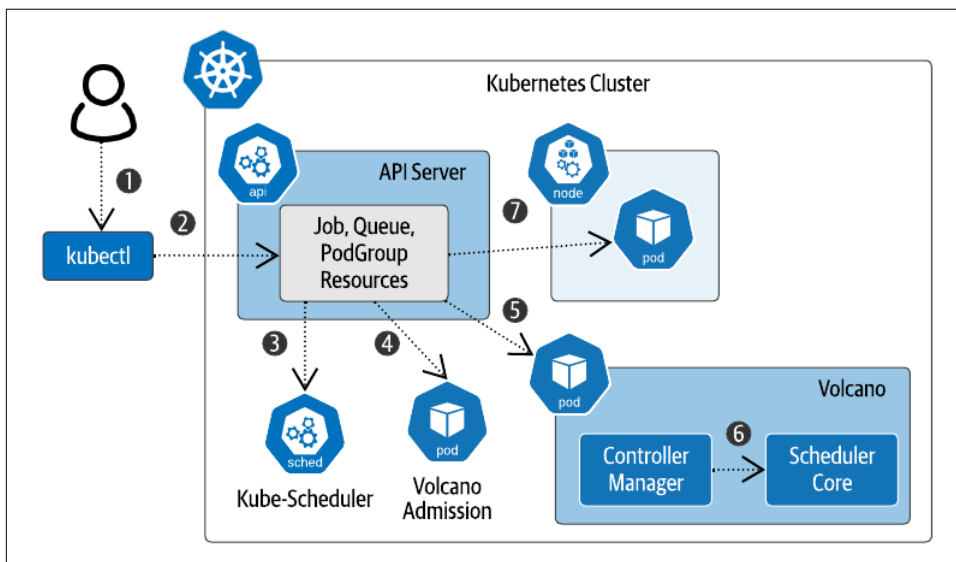 Kubernetes Cluster
1
kubectl
2
api
API Server
Job, Queue,
PodGroup
Resources
7
node
pod
3
4
5
sched
Kube-Scheduler
pod
Volcano
Admission
pod
Volcano
Controller
Manager
6
Scheduler
Core